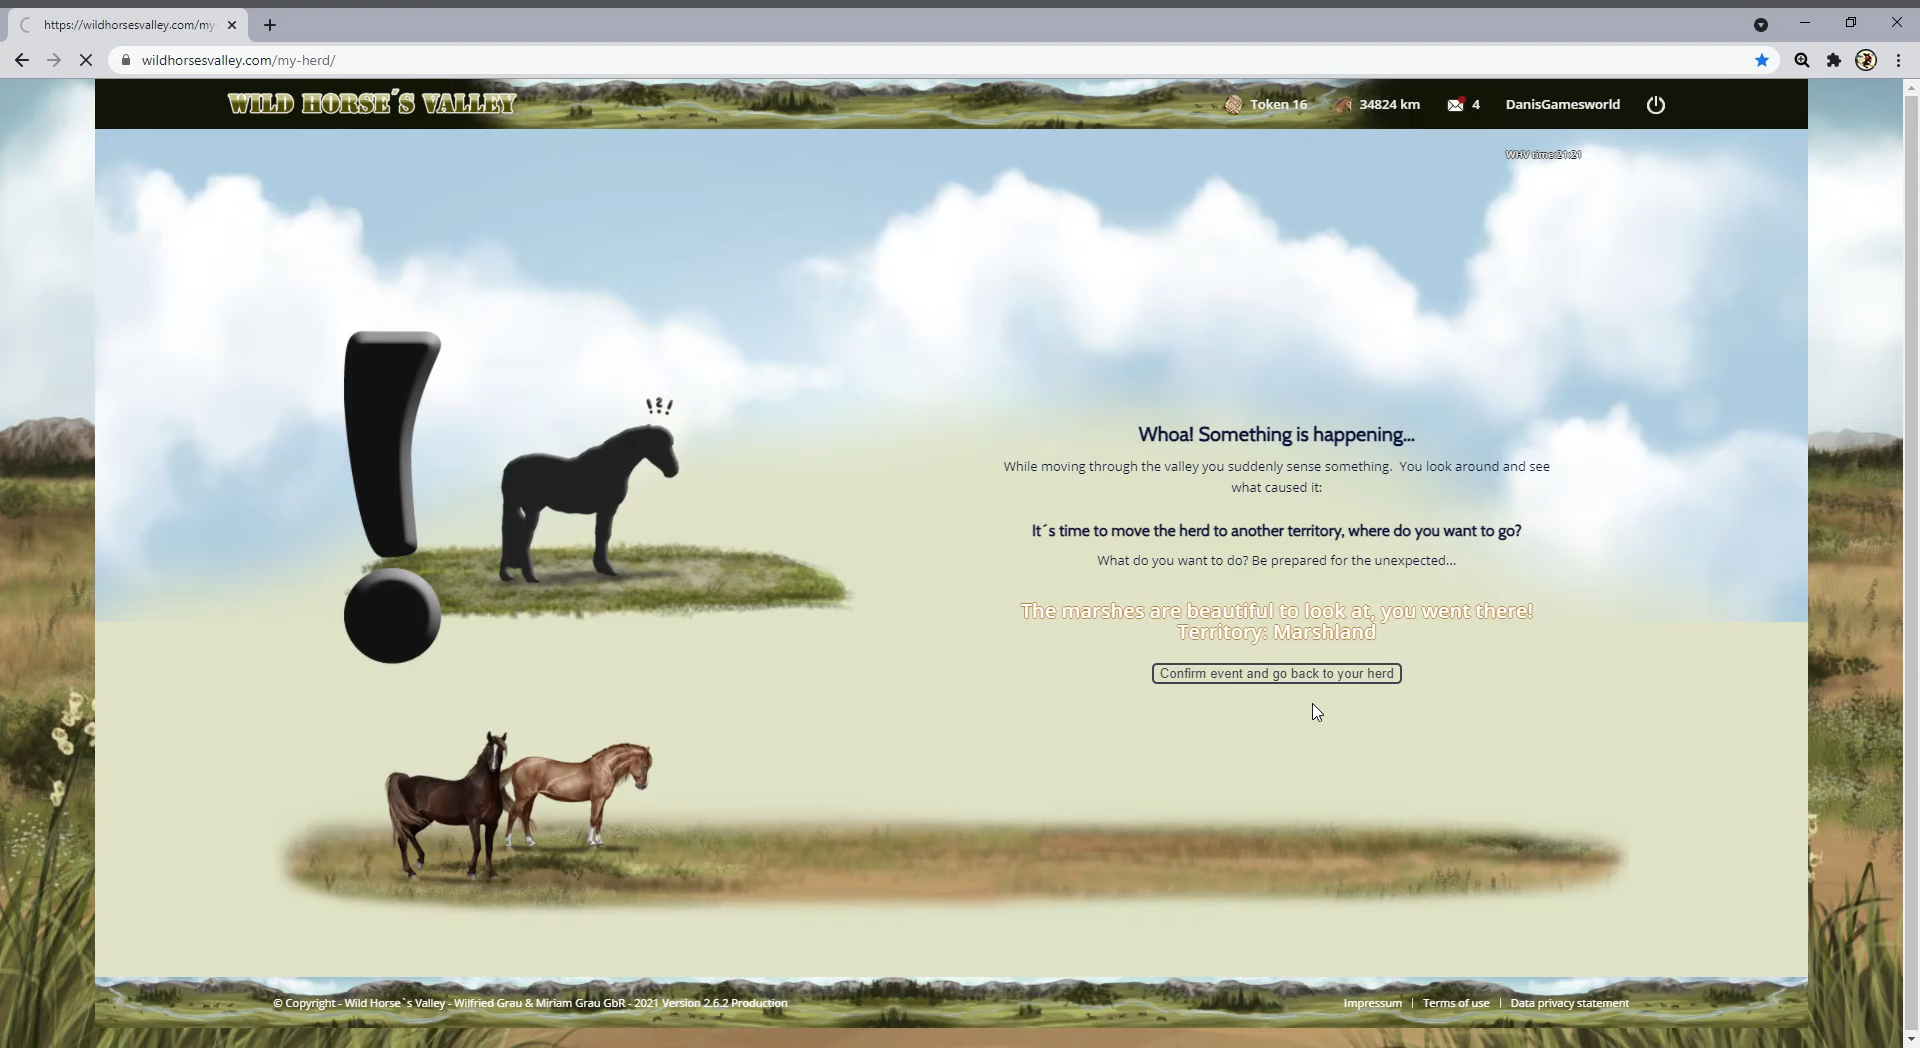 https://wildhorsesvalley.com/my-
wildhorsesvalley.com/my-herd/
WILD HORSE´S VALLEY
Token 16
34824 km
4
DanisGamesworld
WHV time:21:21
!?!
Whoa! Something is happening...
While moving through the valley you suddenly sense something. You look around and see
what caused it:
It´s time to move the herd to another territory, where do you want to go?
What do you want to do? Be prepared for the unexpected...
The marshes are beautiful to look at, you went there!
Territory: Marshland
Confirm event and go back to your herd
© Copyright - Wild Horse`s Valley - Wilfried Grau & Miriam Grau GbR - 2021 Version 2.6.2 Production
Impressum | Terms of use | Data privacy statement